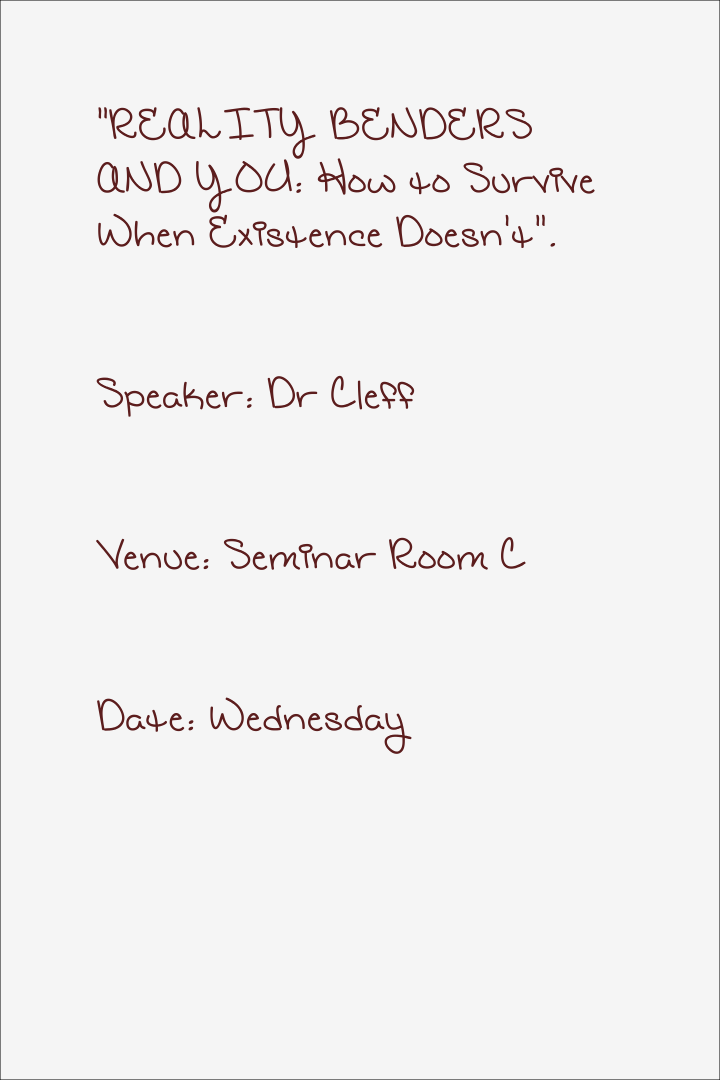 "REALITY BENDERS
AND YOU: How to Survive
When Existence Doesn't".
Speaker: Dr Cleff
Venue: Seminar Room C
Date: Wednesday